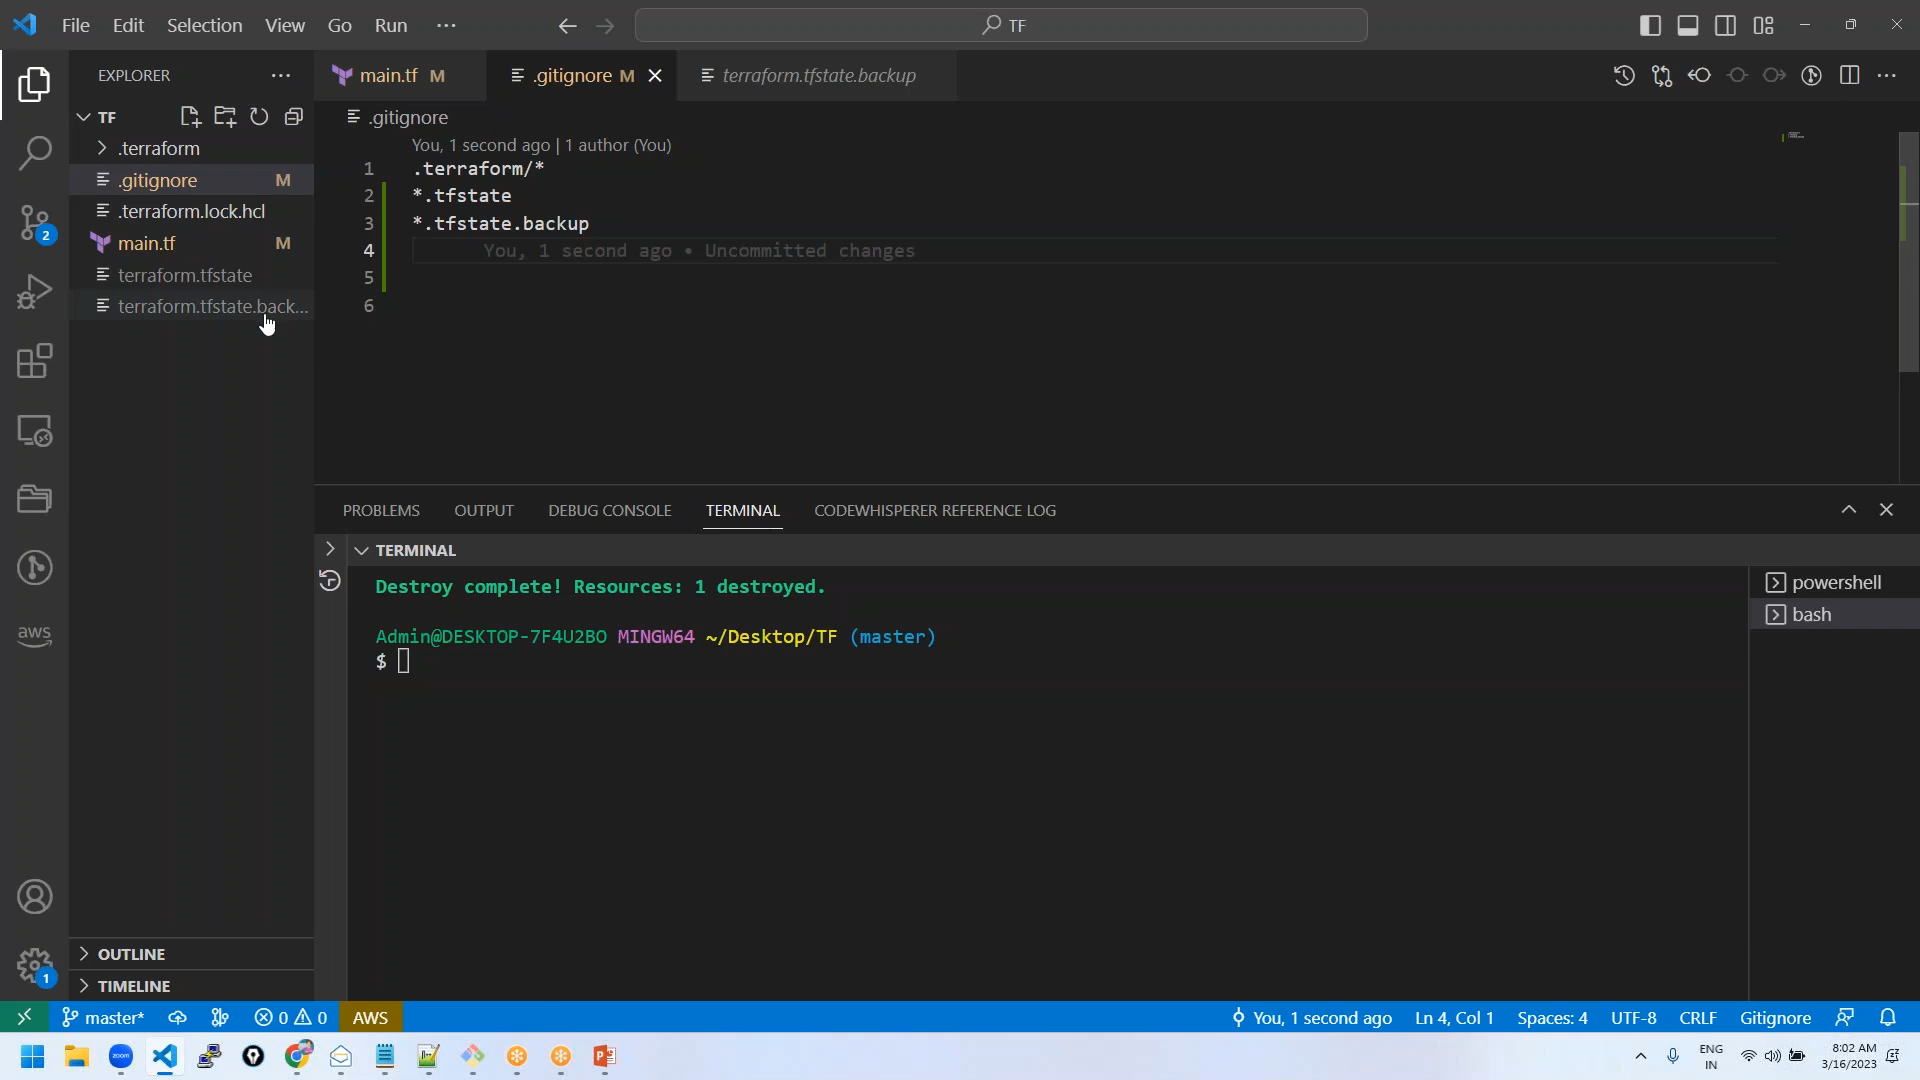 File Edit Selection View Go Run ···
TF
EXPLORER ···
TF
.terraform
.gitignore M
.terraform.lock.hcl
main.tf M
terraform.tfstate
terraform.tfstate.back...
OUTLINE
TIMELINE
2
aws
1
main.tf M
.gitignore M
terraform.tfstate.backup
.gitignore
You, 1 second ago | 1 author (You)
1 .terraform/*
2 *.tfstate
3 *.tfstate.backup
4 You, 1 second ago • Uncommitted changes
5
6
PROBLEMS OUTPUT DEBUG CONSOLE TERMINAL CODEWHISPERER REFERENCE LOG
TERMINAL
Destroy complete! Resources: 1 destroyed.
Admin@DESKTOP-7F4U2BO MINGW64 ~/Desktop/TF (master)
$
powershell
bash
master* 0 0 AWS You, 1 second ago Ln 4, Col 1 Spaces: 4 UTF-8 CRLF Gitignore
zoom
ENG
IN
8:02 AM
3/16/2023